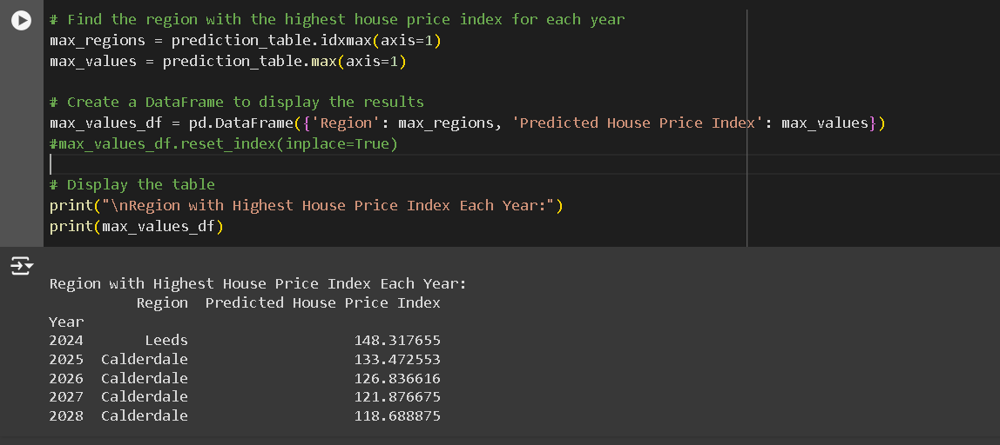 # Find the region with the highest house price index for each year
max_regions = prediction_table.idxmax(axis=1)
max_values = prediction_table.max(axis=1)
# Create a DataFrame to display the results
max_values_df = pd.DataFrame({'Region': max_regions, 'Predicted House Price Index': max_values})
#max_values_df.reset_index(inplace=True)
# Display the table
print("\nRegion with Highest House Price Index Each Year:")
print(max_values_df)
Region with Highest House Price Index Each Year:
Region Predicted House Price Index
Year
2024 Leeds 148.317655
2025 Calderdale 133.472553
2026 Calderdale 126.836616
2027 Calderdale 121.876675
2028 Calderdale 118.688875